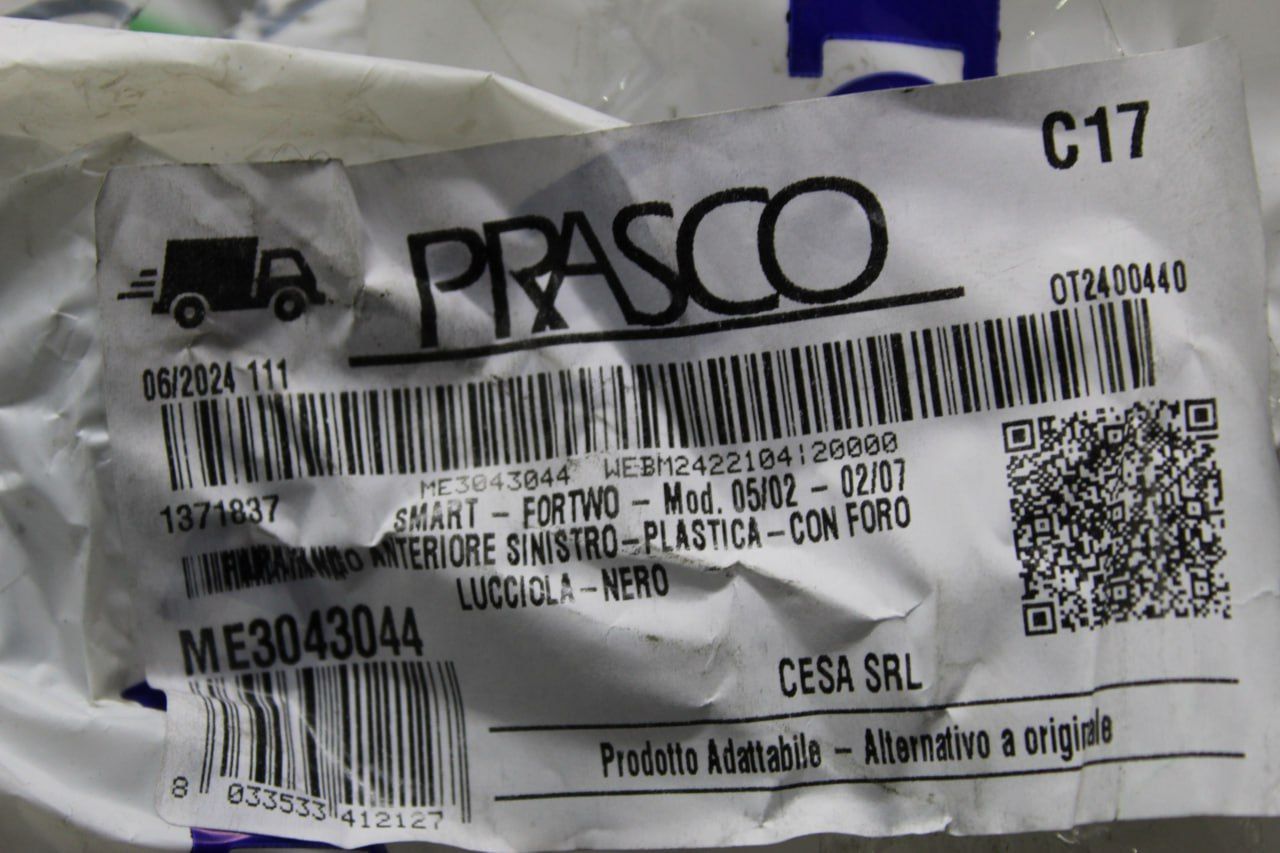 C17
PRASCO
OT2400440
06/2024 111
ME3043044 WEBM2422104|20000
1371837
SMART - FORTWO - Mod. 05/02 - 02/07
ANTERIORE SINISTRO-PLASTICA-CON FORO
LUCCIOLA-NERO
ME3043044
CESA SRL
Prodotto Adattabile - Alternativo a originale
8 033533 412127